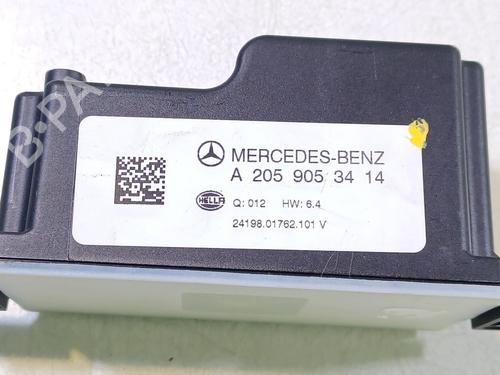 MERCEDES-BENZ
A 205 905 34 14
HELLA Q: 012 HW: 6.4
24198.01762.101 V
B-PA